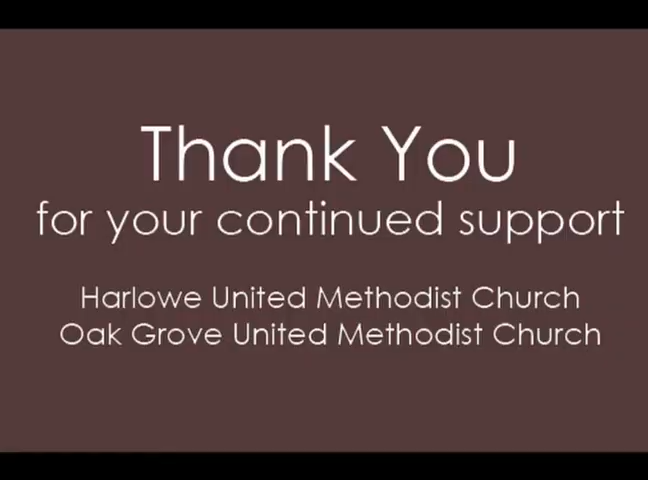 Thank You
for your continued support
Harlowe United Methodist Church
Oak Grove United Methodist Church